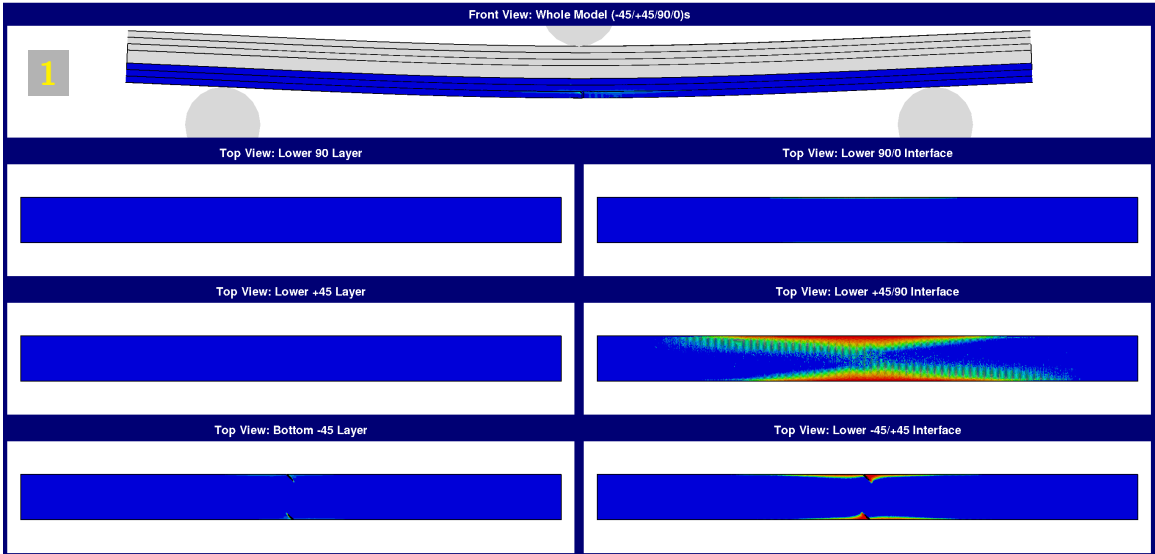 Front View: Whole Model (-45/+45/90/0)s
1
Top View: Lower 90 Layer
Top View: Lower 90/0 Interface
Top View: Lower +45 Layer
Top View: Lower +45/90 Interface
Top View: Bottom -45 Layer
Top View: Lower -45/+45 Interface